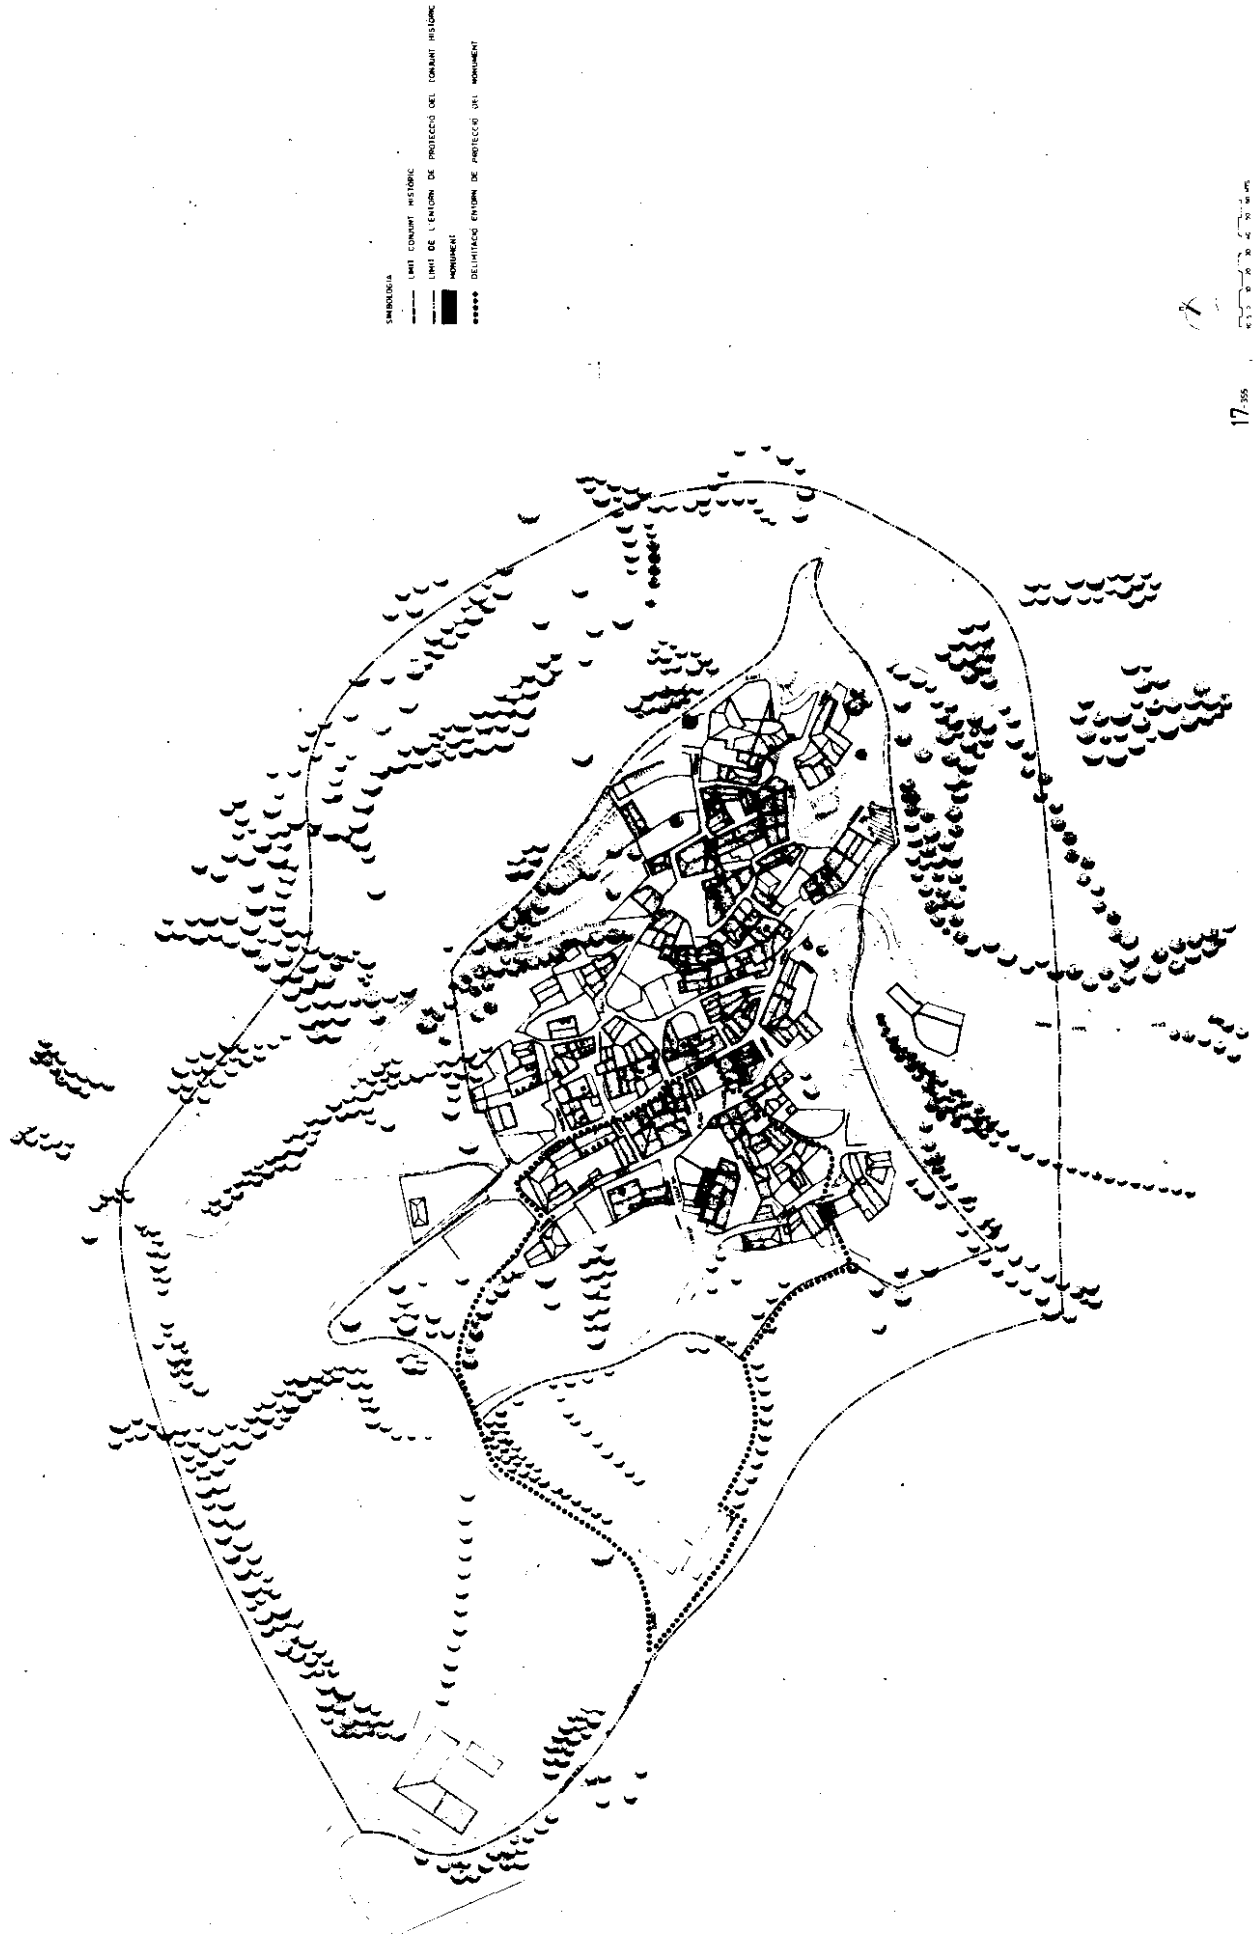 SIMBOLOGIA
LIMIT CONJUNT HISTÒRIC
LIMIT DE L'ENTORN DE PROTECCIÓ DEL CONJUNT HISTÒRIC
MONUMENT
DELIMITACIÓ ENTORN DE PROTECCIÓ DEL MONUMENT
17-355